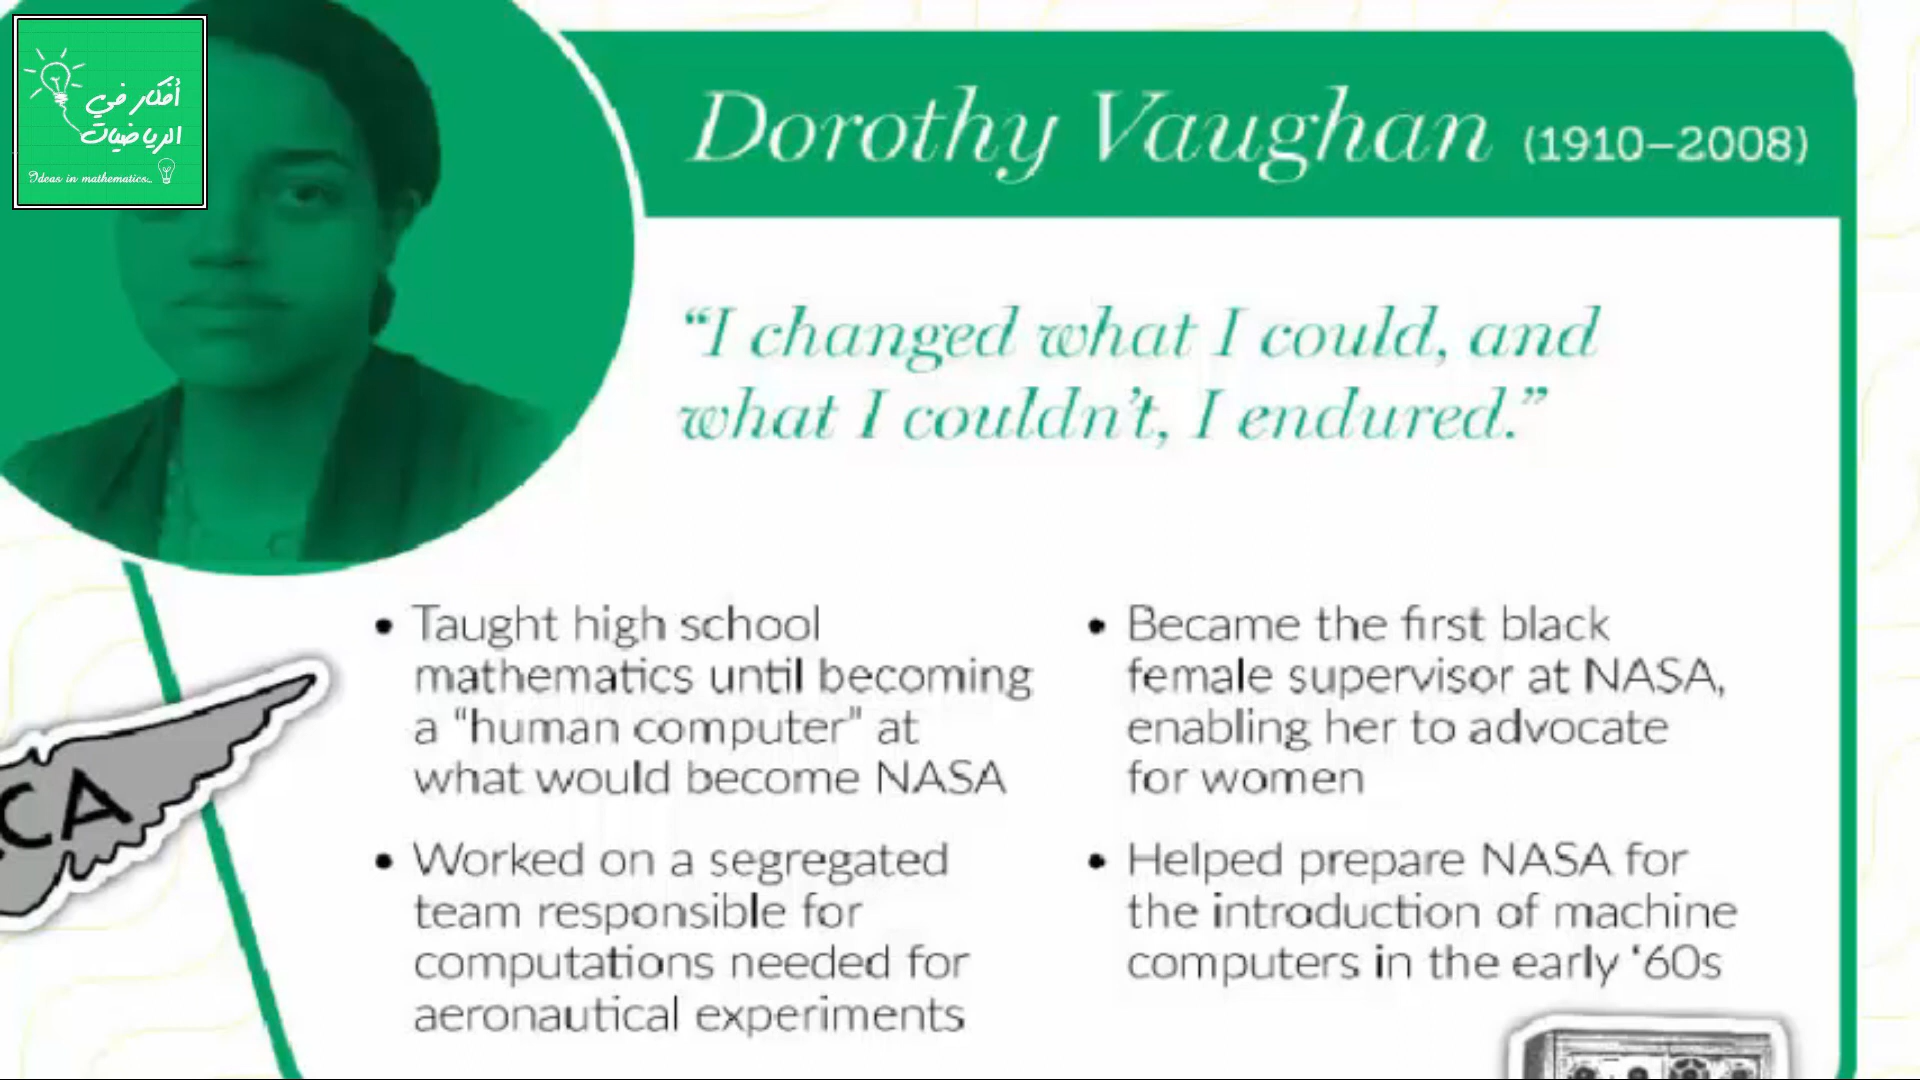 أفكار في
الرياضيات
Ideas in mathematics..
Dorothy Vaughan (1910–2008)
“I changed what I could, and
what I couldn’t, I endured.”
• Taught high school
mathematics until becoming
a “human computer” at
what would become NASA
• Worked on a segregated
team responsible for
computations needed for
aeronautical experiments
• Became the first black
female supervisor at NASA,
enabling her to advocate
for women
• Helped prepare NASA for
the introduction of machine
computers in the early ‘60s
CA